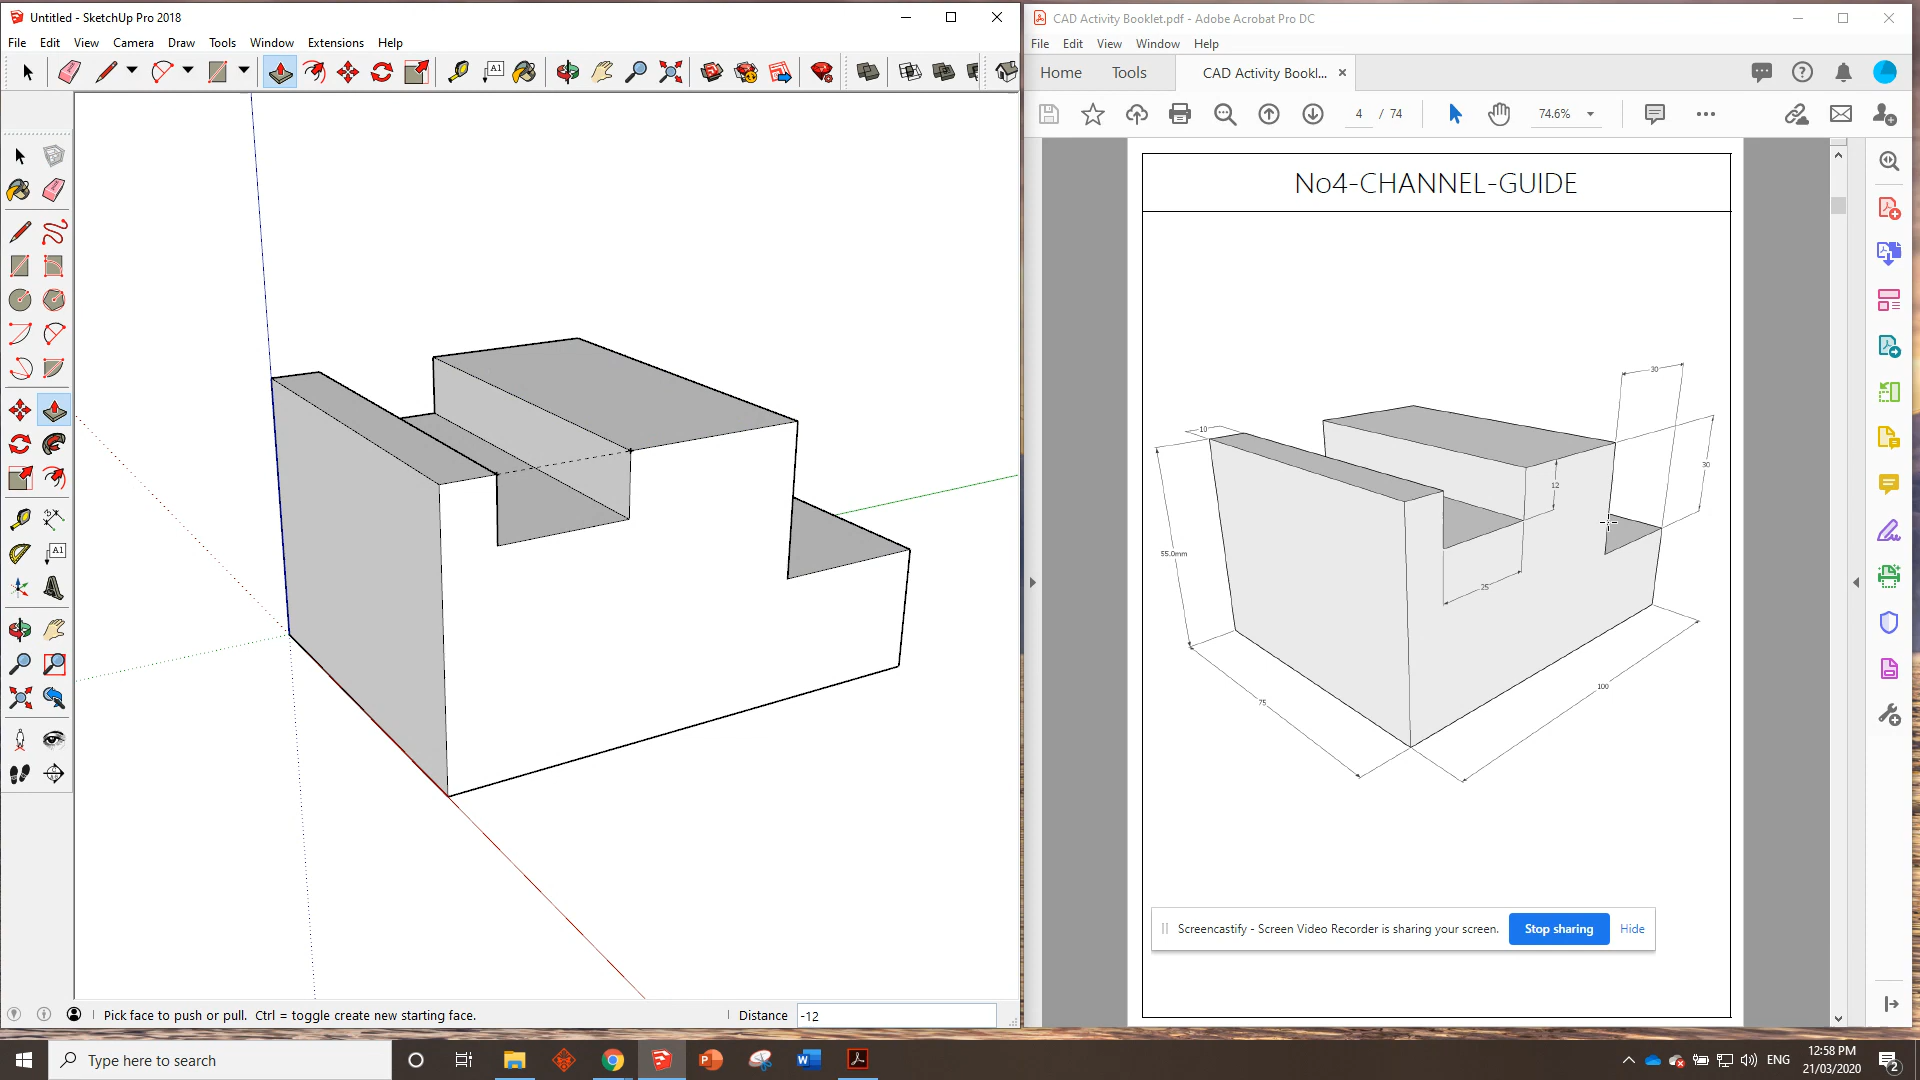 Untitled - SketchUp Pro 2018
File Edit View Camera Draw Tools Window Extensions Help
A1
A1
Pick face to push or pull. Ctrl = toggle create new starting face.
Distance -12
CAD Activity Booklet.pdf - Adobe Acrobat Pro DC
File Edit View Window Help
Home Tools CAD Activity Bookl... ×
4 / 74 74.6%
No4-CHANNEL-GUIDE
30
10
30
12
55.0mm
25
75
100
Screencastify - Screen Video Recorder is sharing your screen. Stop sharing Hide
Type here to search
ENG
12:58 PM
21/03/2020
2